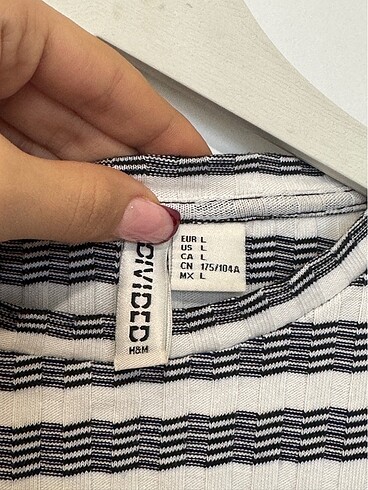 DIVIDED
H&M
EUR L
US L
CA L
CN 175/104A
MX L